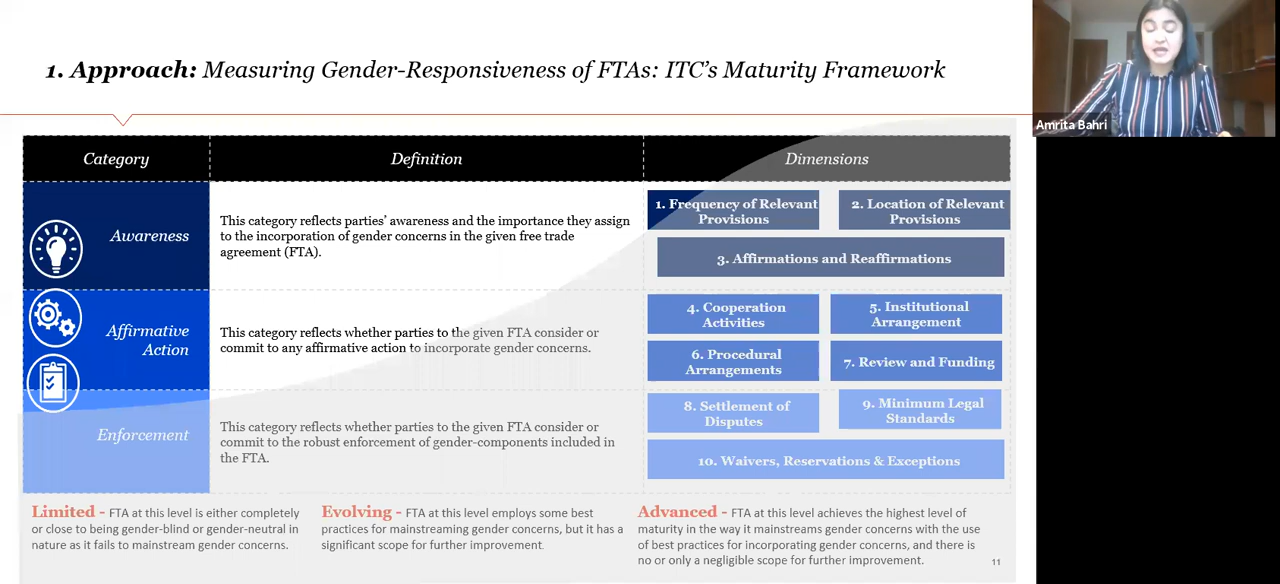 1. Approach: Measuring Gender-Responsiveness of FTAs: ITC's Maturity Framework
Amrita Bahri
Category
Definition
Dimensions
Awareness
This category reflects parties' awareness and the importance they assign
to the incorporation of gender concerns in the given free trade
agreement (FTA).
1. Frequency of Relevant
Provisions
2. Location of Relevant
Provisions
3. Affirmations and Reaffirmations
Affirmative
Action
This category reflects whether parties to the given FTA consider or
commit to any affirmative action to incorporate gender concerns.
4. Cooperation
Activities
5. Institutional
Arrangement
6. Procedural
Arrangements
7. Review and Funding
Enforcement
This category reflects whether parties to the given FTA consider or
commit to the robust enforcement of gender-components included in
the FTA.
8. Settlement of
Disputes
9. Minimum Legal
Standards
10. Waivers, Reservations & Exceptions
Limited - FTA at this level is either completely
or close to being gender-blind or gender-neutral in
nature as it fails to mainstream gender concerns.
Evolving - FTA at this level employs some best
practices for mainstreaming gender concerns, but it has a
significant scope for further improvement.
Advanced - FTA at this level achieves the highest level of
maturity in the way it mainstreams gender concerns with the use
of best practices for incorporating gender concerns, and there is
no or only a negligible scope for further improvement.
11